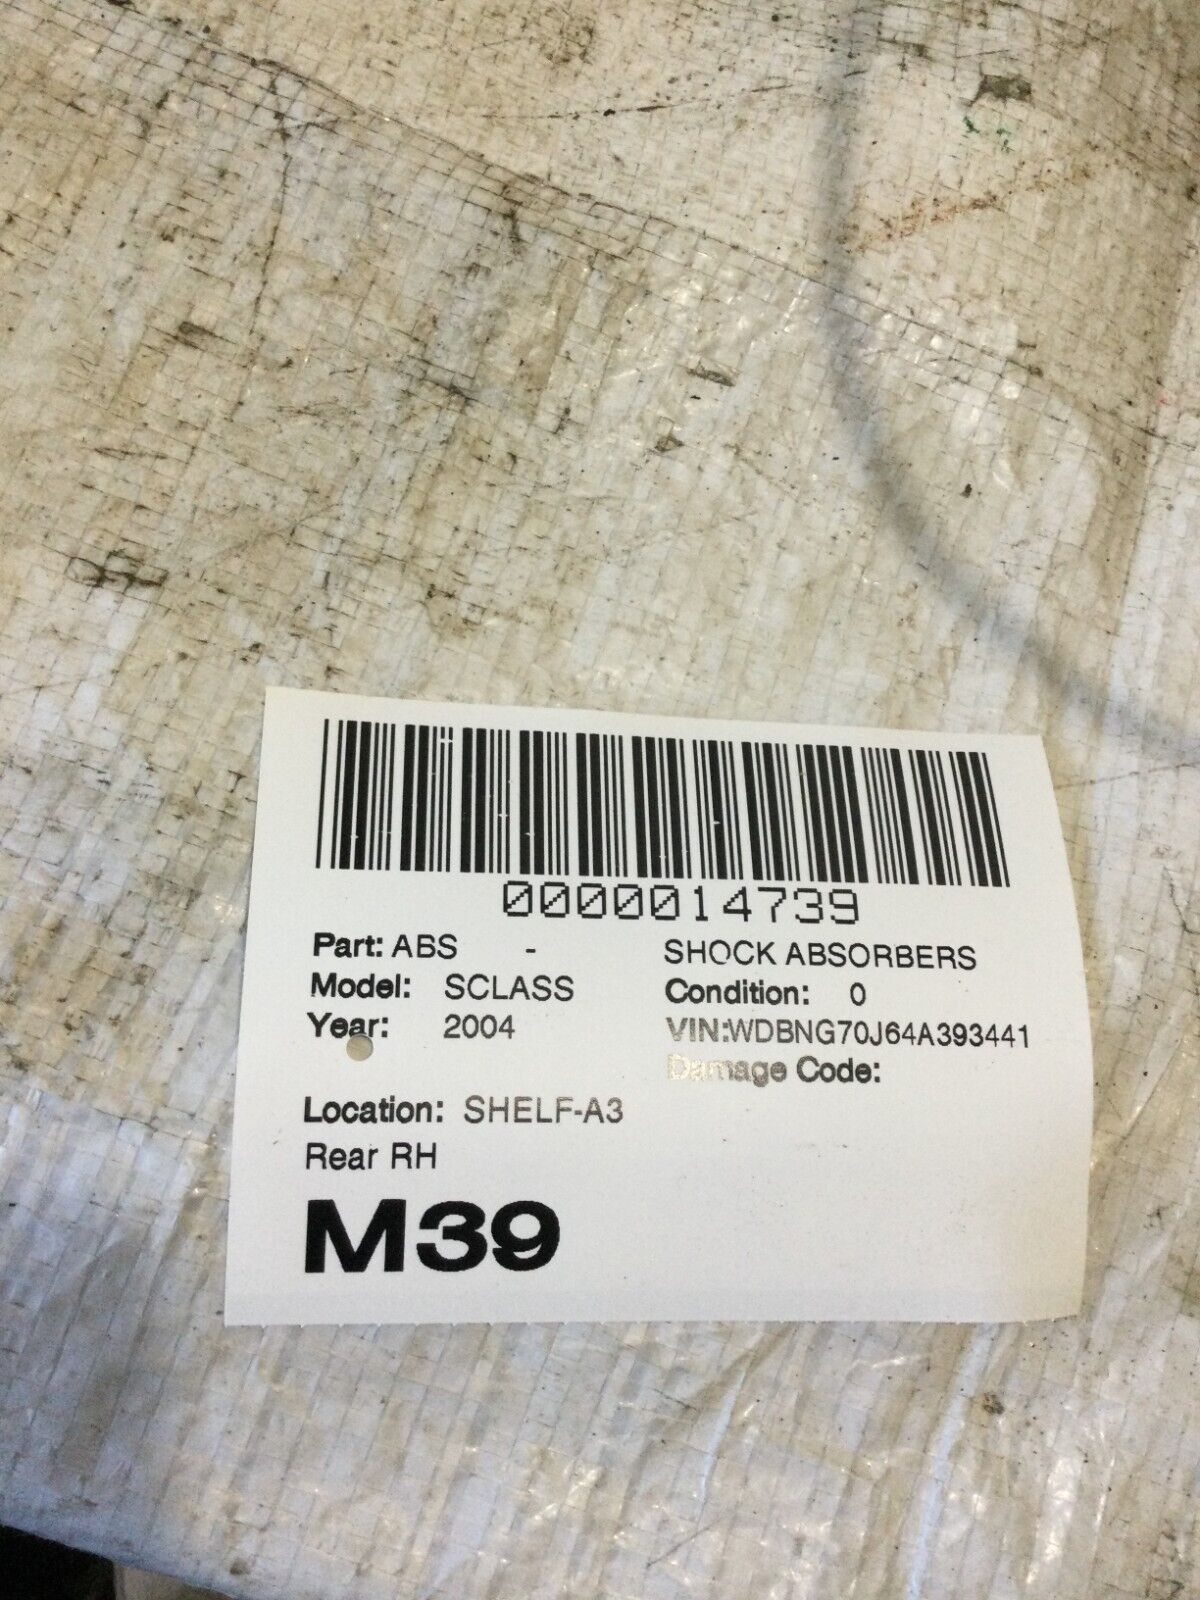 0000014739
Part: ABS - SHOCK ABSORBERS
Model: SCLASS Condition: 0
Year: 2004 VIN:WDBNG70J64A393441
Damage Code:
Location: SHELF-A3
Rear RH
M39